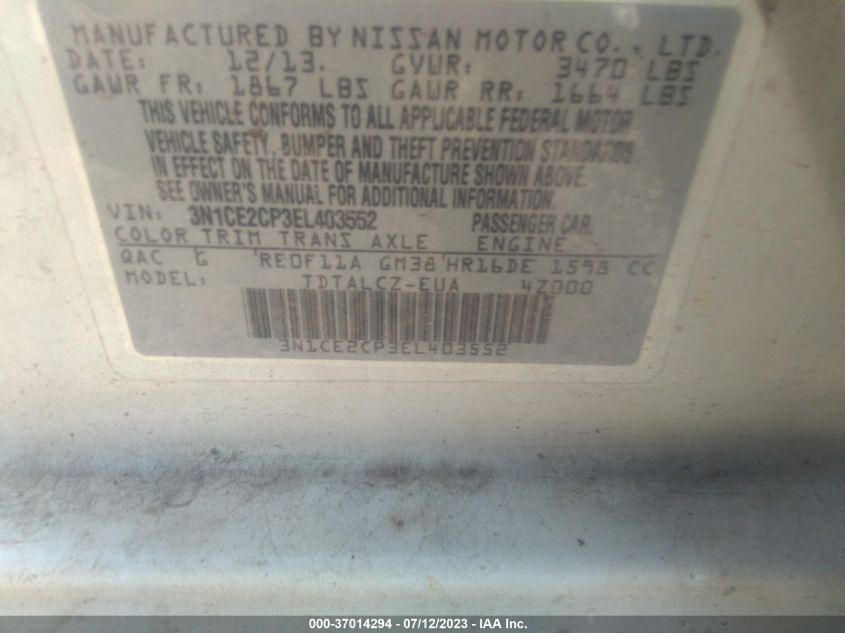 MANUFACTURED BY NISSAN MOTOR CO., LTD.
DATE: 12/13. GVWR: 3470 LBS
GAWR FR: 1867 LBS GAWR RR: 1664 LBS
THIS VEHICLE CONFORMS TO ALL APPLICABLE FEDERAL MOTOR
VEHICLE SAFETY, BUMPER AND THEFT PREVENTION STANDARDS
IN EFFECT ON THE DATE OF MANUFACTURE SHOWN ABOVE.
SEE OWNER'S MANUAL FOR ADDITIONAL INFORMATION.
VIN: 3N1CE2CP3EL403552 PASSENGER CAR.
COLOR TRIM TRANS AXLE ENGINE
QAC G RE0F11A GM38 HR16DE 1598 CC
MODEL: TDTALCZ-EUA 4Z000
3N1CE2CP3EL403552
000-37014294 - 07/12/2023 - IAA Inc.